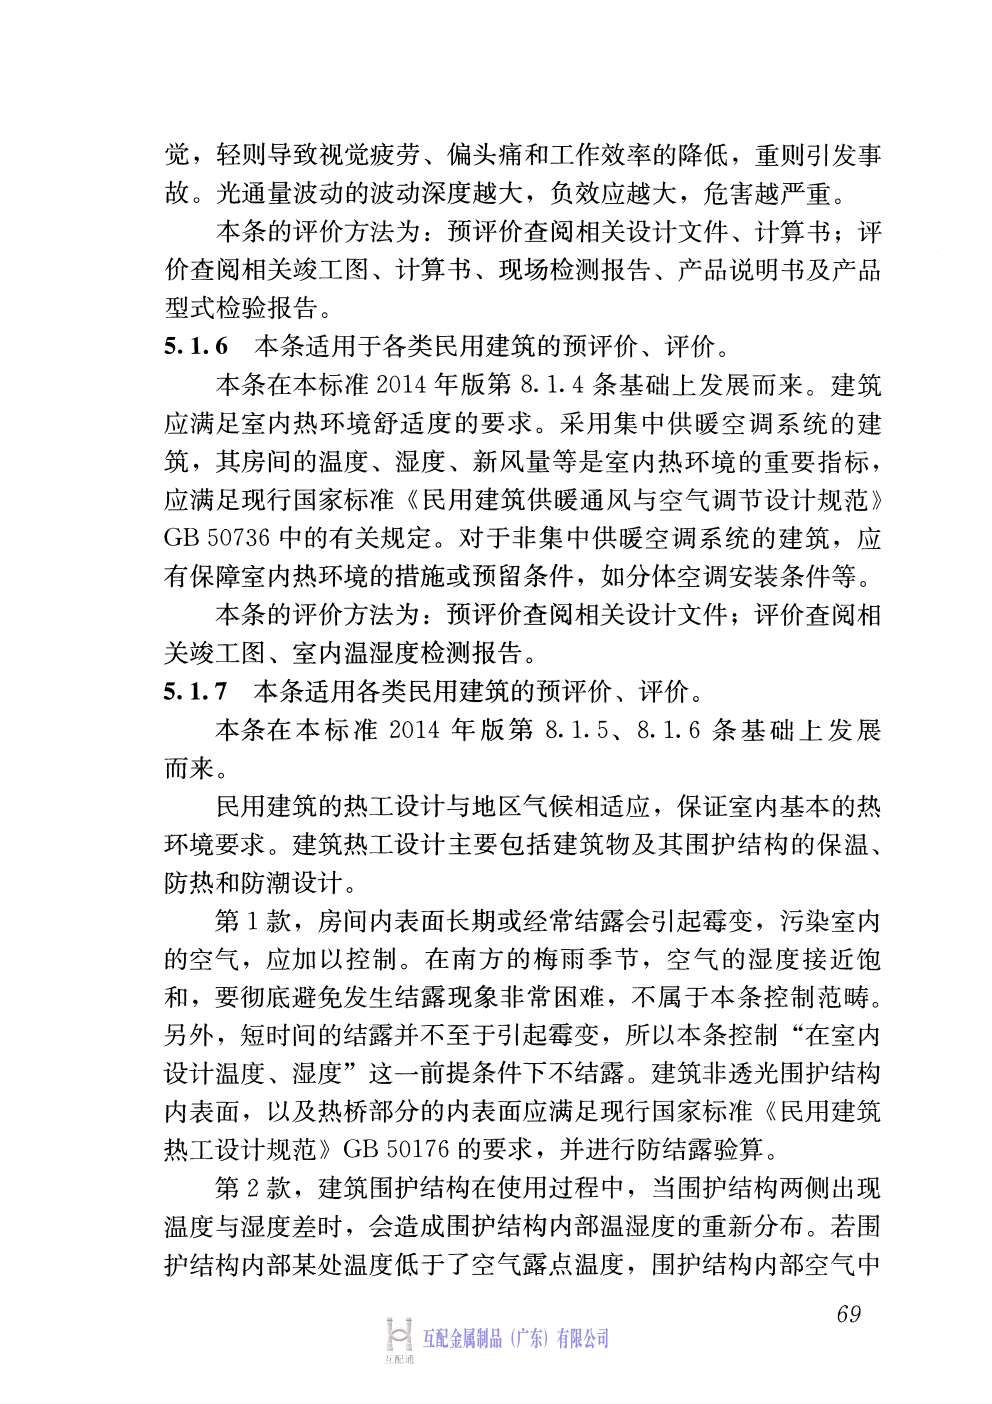 觉，轻则导致视觉疲劳、偏头痛和工作效率的降低，重则引发事
故。光通量波动的波动深度越大，负效应越大，危害越严重。
本条的评价方法为：预评价查阅相关设计文件、计算书；评
价查阅相关竣工图、计算书、现场检测报告、产品说明书及产品
型式检验报告。
5.1.6 本条适用于各类民用建筑的预评价、评价。
本条在本标准 2014 年版第 8.1.4 条基础上发展而来。建筑
应满足室内热环境舒适度的要求。采用集中供暖空调系统的建
筑，其房间的温度、湿度、新风量等是室内热环境的重要指标，
应满足现行国家标准《民用建筑供暖通风与空气调节设计规范》
GB 50736 中的有关规定。对于非集中供暖空调系统的建筑，应
有保障室内热环境的措施或预留条件，如分体空调安装条件等。
本条的评价方法为：预评价查阅相关设计文件；评价查阅相
关竣工图、室内温湿度检测报告。
5.1.7 本条适用各类民用建筑的预评价、评价。
本条在本标准 2014 年版第 8.1.5、8.1.6 条基础上发展
而来。
民用建筑的热工设计与地区气候相适应，保证室内基本的热
环境要求。建筑热工设计主要包括建筑物及其围护结构的保温、
防热和防潮设计。
第 1 款，房间内表面长期或经常结露会引起霉变，污染室内
的空气，应加以控制。在南方的梅雨季节，空气的湿度接近饱
和，要彻底避免发生结露现象非常困难，不属于本条控制范畴。
另外，短时间的结露并不至于引起霉变，所以本条控制“在室内
设计温度、湿度”这一前提条件下不结露。建筑非透光围护结构
内表面，以及热桥部分的内表面应满足现行国家标准《民用建筑
热工设计规范》GB 50176 的要求，并进行防结露验算。
第 2 款，建筑围护结构在使用过程中，当围护结构两侧出现
温度与湿度差时，会造成围护结构内部温湿度的重新分布。若围
护结构内部某处温度低于了空气露点温度，围护结构内部空气中
69
互配金属制品（广东）有限公司
互配通